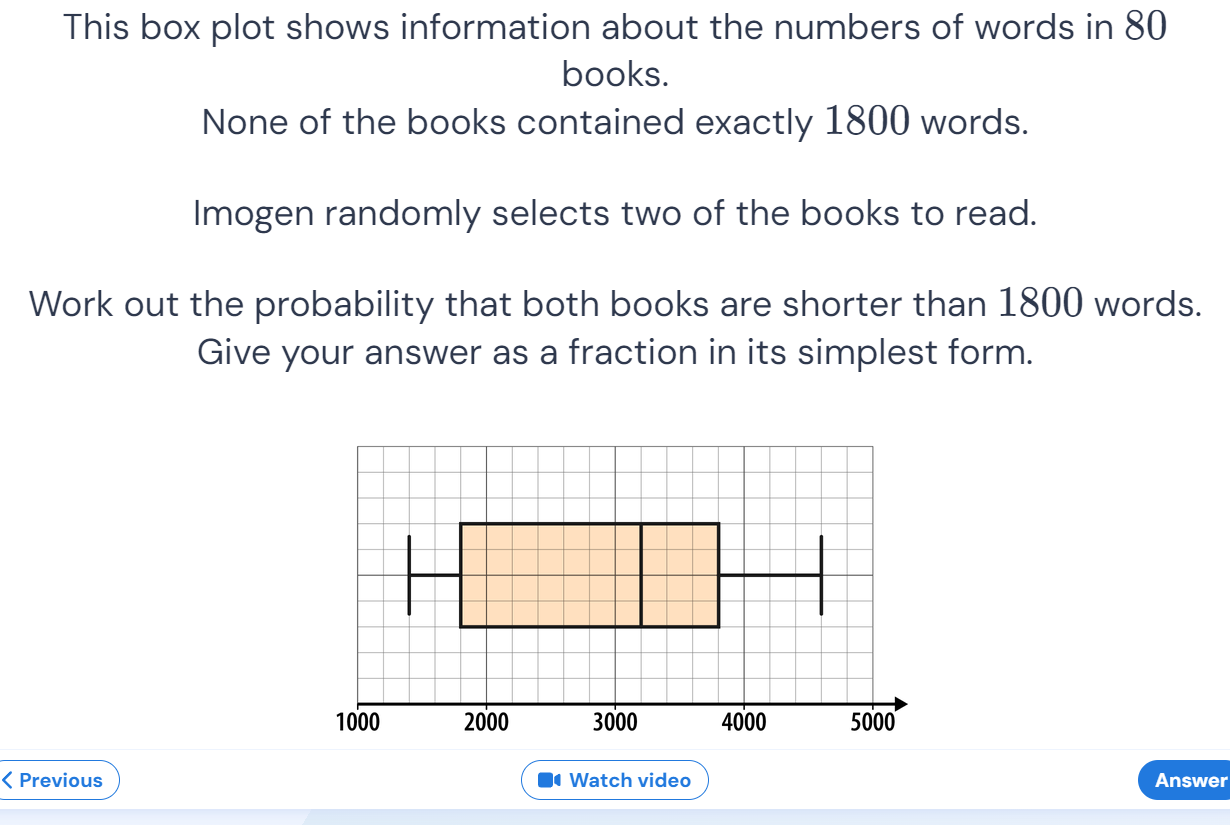 This box plot shows information about the numbers of words in 80
books.
None of the books contained exactly 1800 words.
Imogen randomly selects two of the books to read.
Work out the probability that both books are shorter than 1800 words.
Give your answer as a fraction in its simplest form.
1000 2000 3000 4000 5000
Previous Watch video Answer